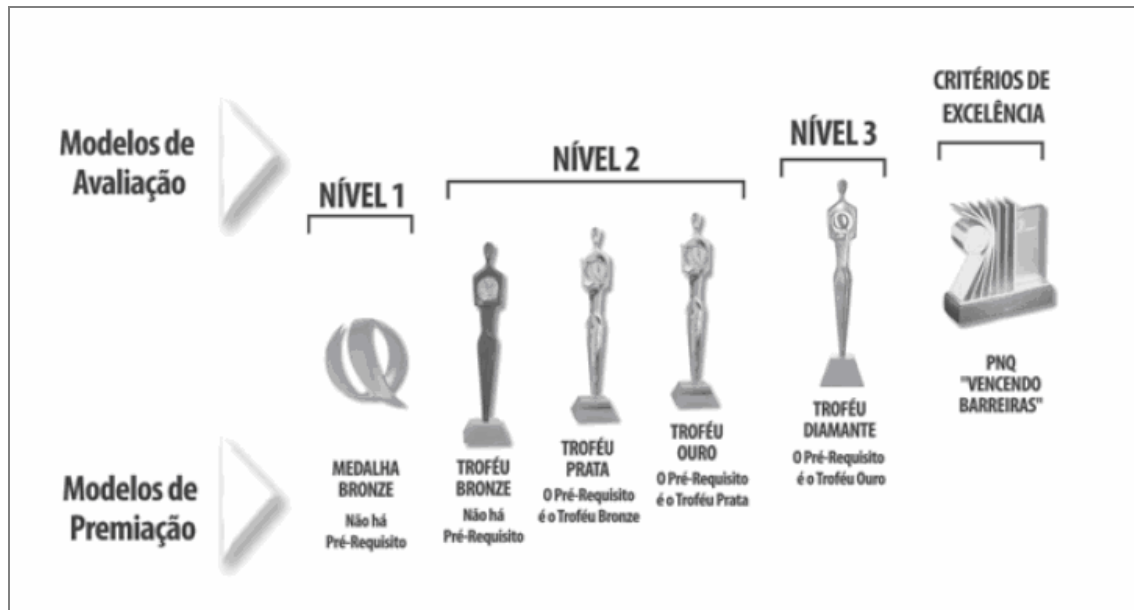 Modelos de
Avaliação
NÍVEL 1
NÍVEL 2
NÍVEL 3
CRITÉRIOS DE
EXCELÊNCIA
MEDALHA
BRONZE
Não há
Pré-Requisito
TROFÉU
BRONZE
Não há
Pré-Requisito
TROFÉU
PRATA
O Pré-Requisito
é o Troféu Bronze
TROFÉU
OURO
O Pré-Requisito
é o Troféu Prata
TROFÉU
DIAMANTE
O Pré-Requisito
é o Troféu Ouro
PNQ
"VENCENDO
BARREIRAS"
Modelos de
Premiação